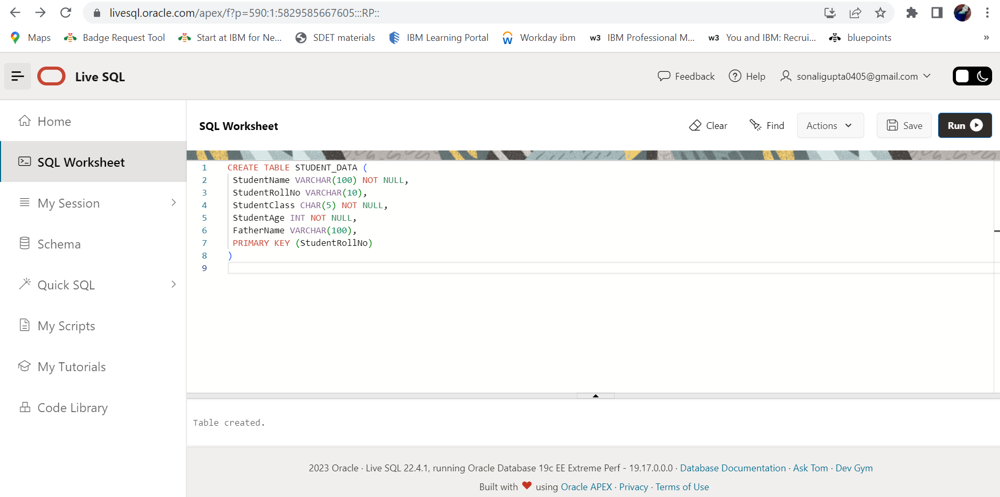 livesql.oracle.com/apex/f?p=590:1:5829585667605:::RP::
Maps Badge Request Tool Start at IBM for Ne... SDET materials IBM Learning Portal Workday ibm w3 IBM Professional M... w3 You and IBM: Recrui... bluepoints »
Live SQL Feedback Help sonaligupta0405@gmail.com
Home
SQL Worksheet
My Session
Schema
Quick SQL
My Scripts
My Tutorials
Code Library
SQL Worksheet Clear Find Actions Save Run
1 CREATE TABLE STUDENT_DATA (
2 StudentName VARCHAR(100) NOT NULL,
3 StudentRollNo VARCHAR(10),
4 StudentClass CHAR(5) NOT NULL,
5 StudentAge INT NOT NULL,
6 FatherName VARCHAR(100),
7 PRIMARY KEY (StudentRollNo)
8 )
9
Table created.
2023 Oracle · Live SQL 22.4.1, running Oracle Database 19c EE Extreme Perf - 19.17.0.0.0 · Database Documentation · Ask Tom · Dev Gym
Built with ❤ using Oracle APEX · Privacy · Terms of Use